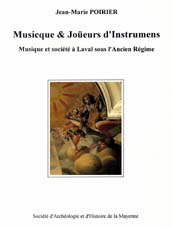 Jean-Marie POIRIER
Musicque & Joüeurs d'Instrumens
Musique et société à Laval sous l'Ancien Régime
Société d'Archéologie et d'Histoire de la Mayenne